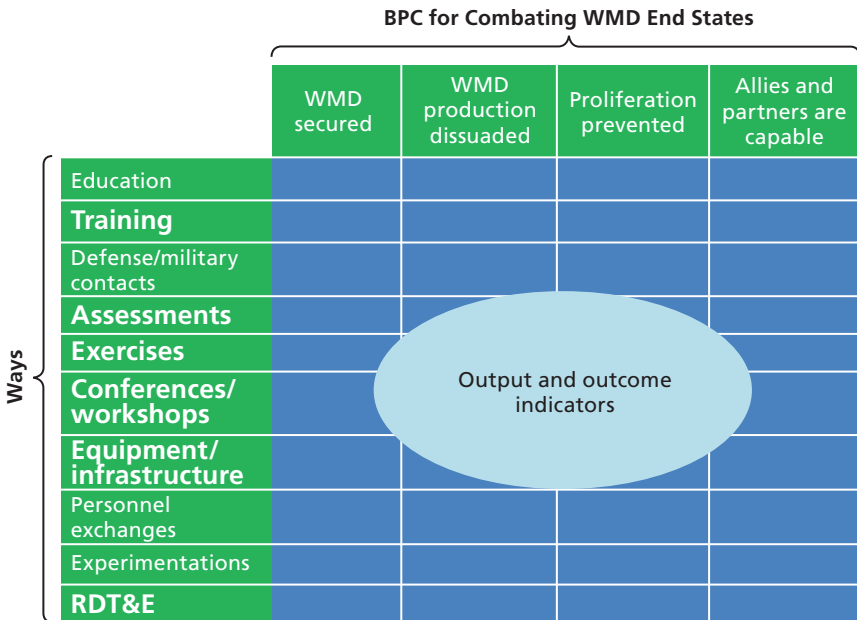 BPC for Combating WMD End States
WMD
secured
WMD
production
dissuaded
Proliferation
prevented
Allies and
partners are
capable
Ways
Education
Training
Defense/military
contacts
Assessments
Exercises
Conferences/
workshops
Equipment/
infrastructure
Personnel
exchanges
Experimentations
RDT&E
Output and outcome
indicators